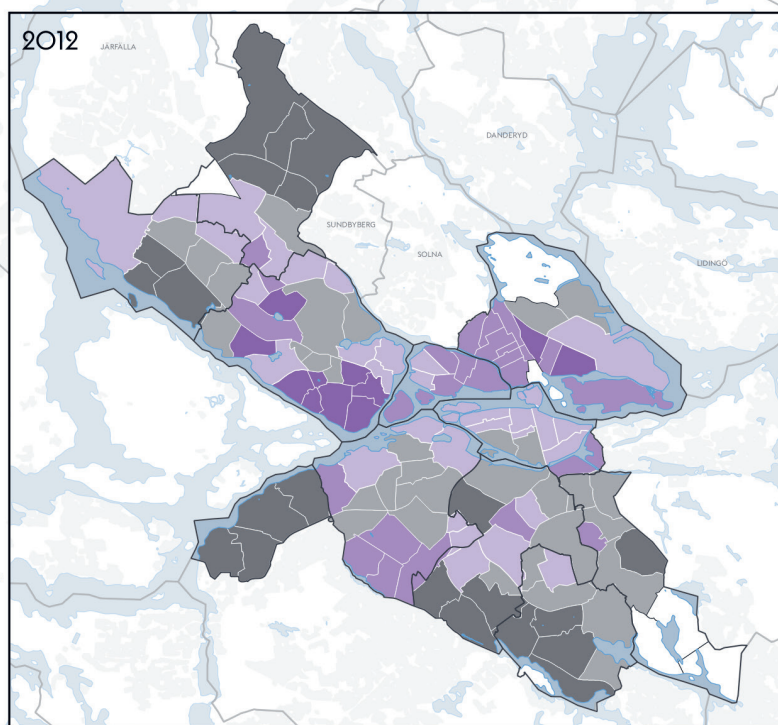 2012
JÄRFÄLLA
DANDERYD
SUNDBYBERG
SOLNA
LIDINGÖ